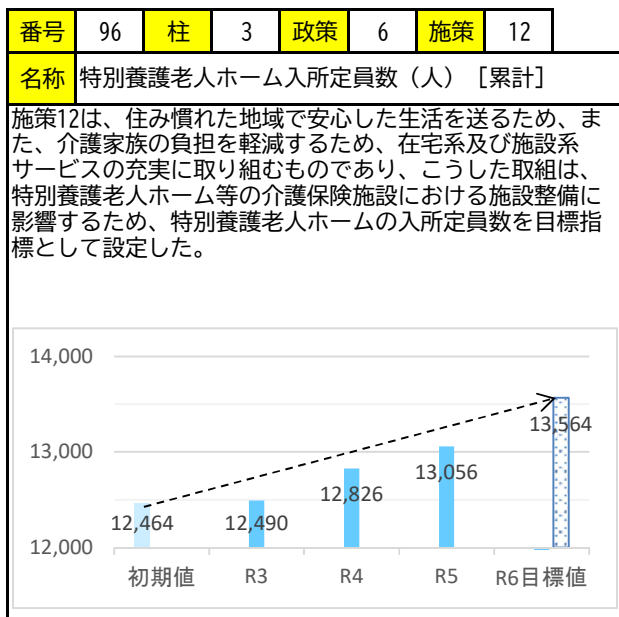 番号 96 柱 3 政策 6 施策 12
名称 特別養護老人ホーム入所定員数（人）［累計］
施策12は、住み慣れた地域で安心した生活を送るため、ま
た、介護家族の負担を軽減するため、在宅系及び施設系
サービスの充実に取り組むものであり、こうした取組は、
特別養護老人ホーム等の介護保険施設における施設整備に
影響するため、特別養護老人ホームの入所定員数を目標指
標として設定した。
14,000
13,000
12,000
12,464
12,490
12,826
13,056
13,564
初期値 R3 R4 R5 R6目標値